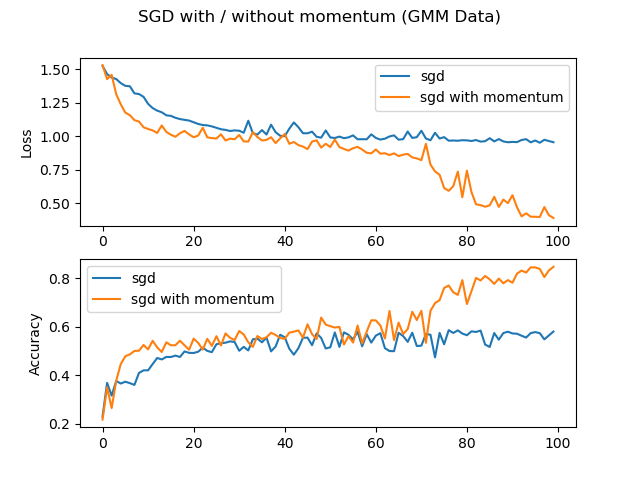 SGD with / without momentum (GMM Data)
1.50
1.25
1.00
0.75
0.50
Loss
sgd
sgd with momentum
0 20 40 60 80 100
0.8
0.6
0.4
0.2
Accuracy
sgd
sgd with momentum
0 20 40 60 80 100